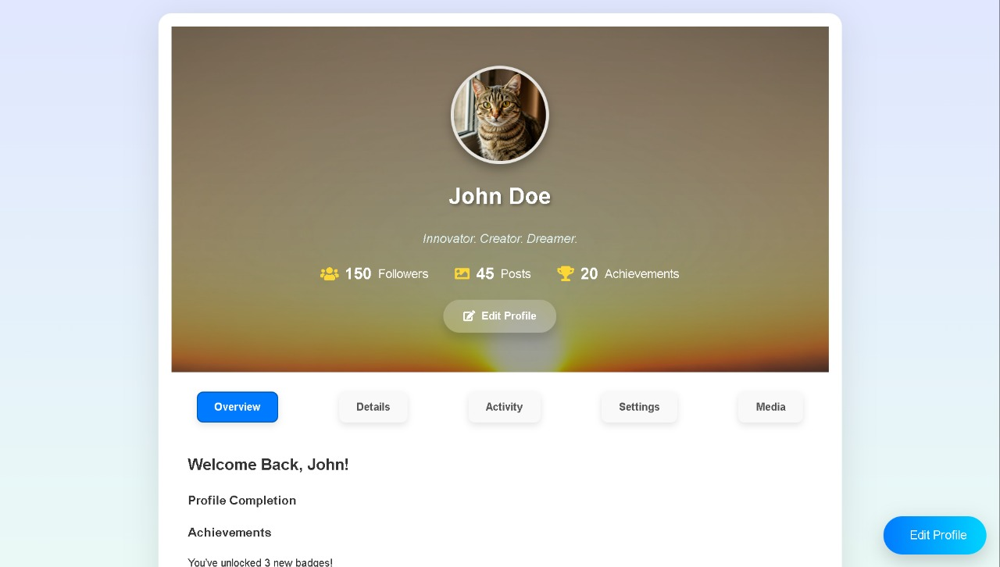 John Doe
Innovator. Creator. Dreamer.
150 Followers 45 Posts 20 Achievements
Edit Profile
Overview Details Activity Settings Media
Welcome Back, John!
Profile Completion
Achievements
You've unlocked 3 new badges!
Edit Profile